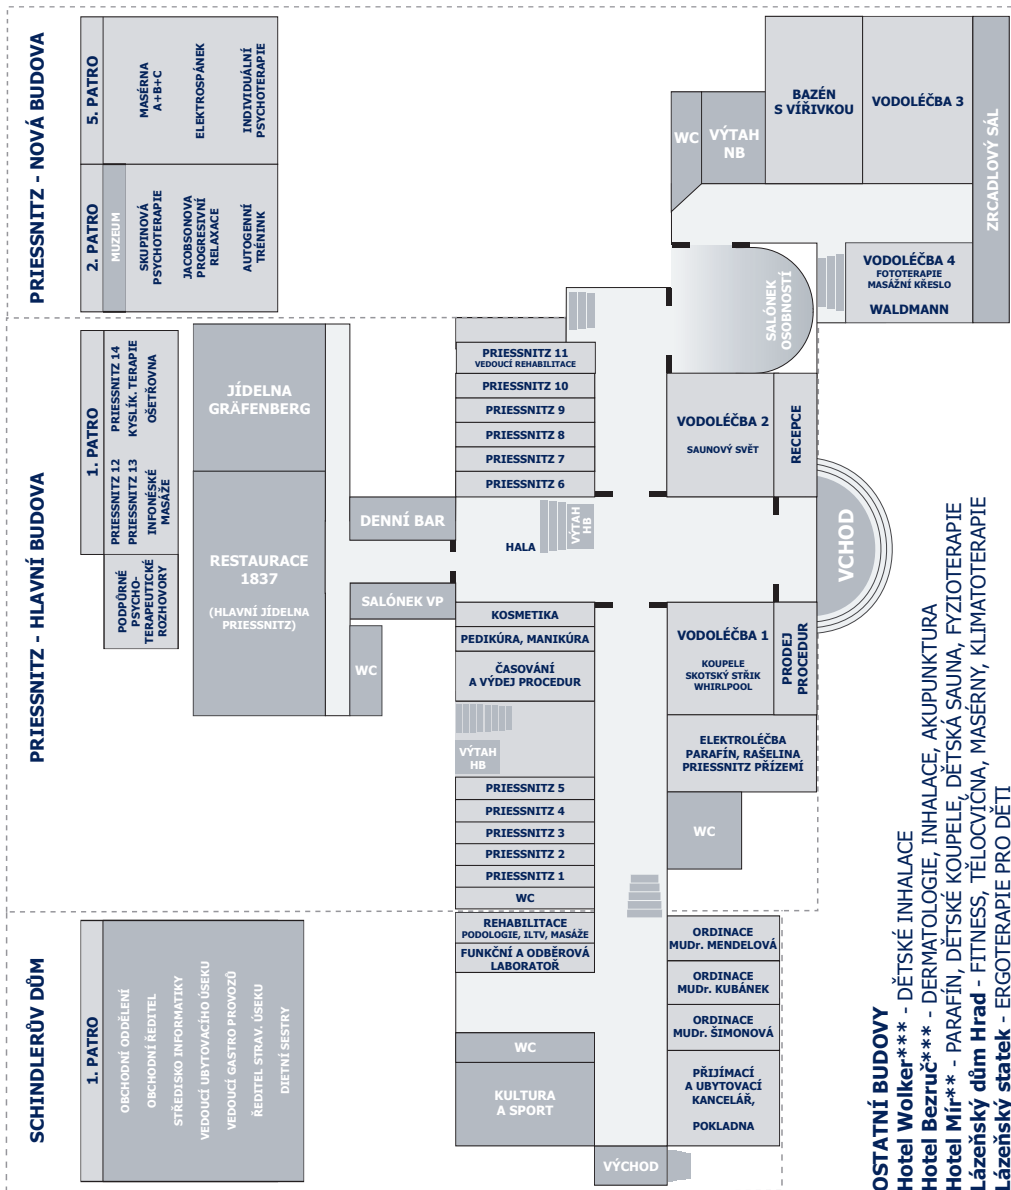 PRIESSNITZ - NOVÁ BUDOVA
5. PATRO
MASÉRNA
A+B+C
ELEKTROSPÁNEK
INDIVIDUÁLNÍ
PSYCHOTERAPIE
2. PATRO
MUZEUM
SKUPINOVÁ
PSYCHOTERAPIE
JACOBSONOVA
PROGRESIVNÍ
RELAXACE
AUTOGENNÍ
TRÉNINK
WC
VÝTAH
NB
BAZÉN
S VÍŘIVKOU
VODOLÉČBA 3
ZRCADLOVÝ SÁL
VODOLÉČBA 4
FOTOTERAPIE
MASÁŽNÍ KŘESLO
WALDMANN
SALÓNEK
OSOBNOSTÍ
PRIESSNITZ - HLAVNÍ BUDOVA
1. PATRO
PRIESSNITZ 14
KYSLÍK. TERAPIE
OŠETŘOVNA
PRIESSNITZ 12
PRIESSNITZ 13
INFONÉSKÉ
MASÁŽE
PODPŮRNÉ
PSYCHO-
TERAPEUTICKÉ
ROZHOVORY
JÍDELNA
GRÄFENBERG
RESTAURACE
1837
(HLAVNÍ JÍDELNA
PRIESSNITZ)
DENNÍ BAR
SALÓNEK VP
WC
PRIESSNITZ 11
VEDOUCÍ REHABILITACE
PRIESSNITZ 10
PRIESSNITZ 9
PRIESSNITZ 8
PRIESSNITZ 7
PRIESSNITZ 6
HALA
VÝTAH
HB
VODOLÉČBA 2
SAUNOVÝ SVĚT
RECEPCE
VCHOD
KOSMETIKA
PEDIKÚRA, MANIKÚRA
ČASOVÁNÍ
A VÝDEJ PROCEDUR
VÝTAH
HB
VODOLÉČBA 1
KOUPELE
SKOTSKÝ STŘIK
WHIRLPOOL
PRODEJ
PROCEDUR
ELEKTROLÉČBA
PARAFÍN, RAŠELINA
PRIESSNITZ PŘÍZEMÍ
WC
PRIESSNITZ 5
PRIESSNITZ 4
PRIESSNITZ 3
PRIESSNITZ 2
PRIESSNITZ 1
WC
SCHINDLERŮV DŮM
1. PATRO
OBCHODNÍ ODDĚLENÍ
OBCHODNÍ ŘEDITEL
STŘEDISKO INFORMATIKY
VEDOUCÍ UBYTOVACÍHO ÚSEKU
VEDOUCÍ GASTRO PROVOZŮ
ŘEDITEL STRAV. ÚSEKU
DIETNÍ SESTRY
REHABILITACE
PODOLOGIE, ILTV, MASÁŽE
FUNKČNÍ A ODBĚROVÁ
LABORATOŘ
WC
KULTURA
A SPORT
VÝCHOD
ORDINACE
MUDr. MENDELOVÁ
ORDINACE
MUDr. KUBÁNEK
ORDINACE
MUDr. ŠIMONOVÁ
PŘIJÍMACÍ
A UBYTOVACÍ
KANCELÁŘ,
POKLADNA
OSTATNÍ BUDOVY
Hotel Wolker*** - DĚTSKÉ INHALACE
Hotel Bezruč**** - DERMATOLOGIE, INHALACE, AKUPUNKTURA
Hotel Mír** - PARAFÍN, DĚTSKÉ KOUPELE, DĚTSKÁ SAUNA, FYZIOTERAPIE
Lázeňský dům Hrad - FITNESS, TĚLOCVIČNA, MASÉRNY, KLIMATOTERAPIE
Lázeňský statek - ERGOTERAPIE PRO DĚTI